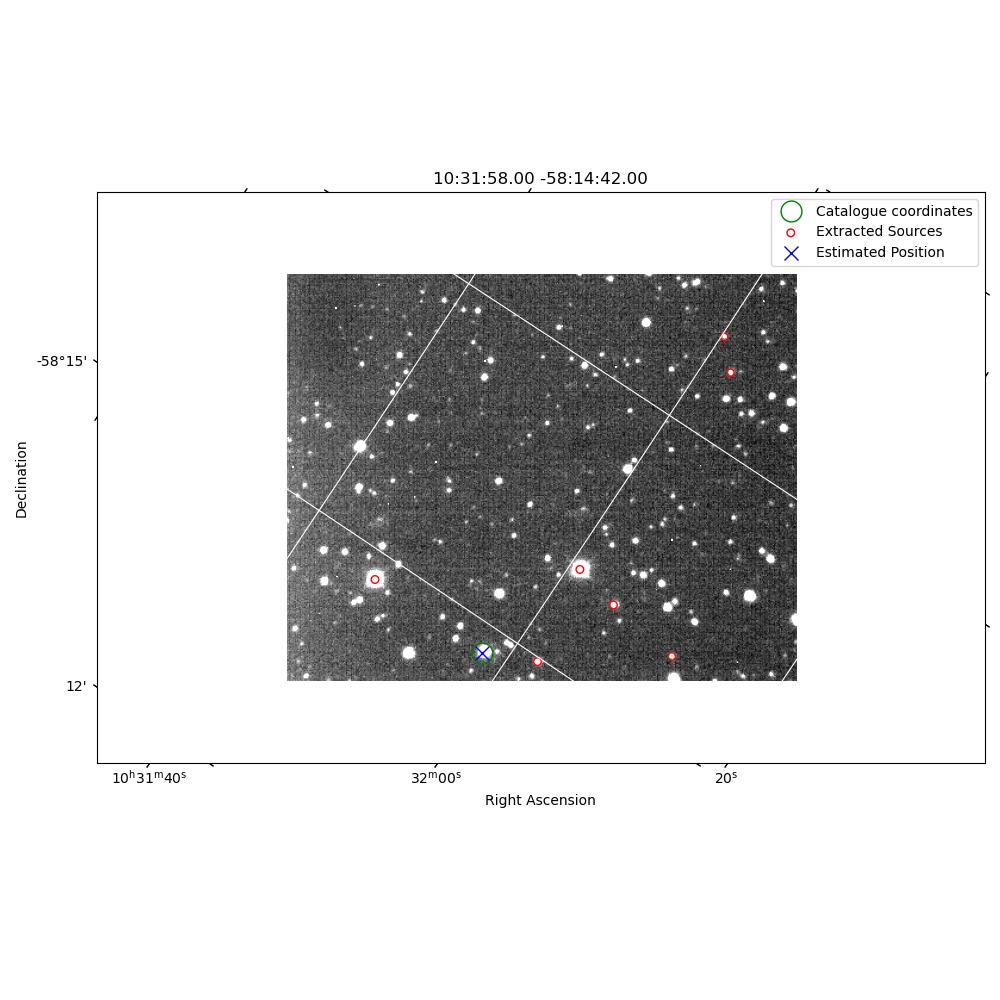 10:31:58.00 -58:14:42.00
Catalogue coordinates
Extracted Sources
Estimated Position
-58°15'
12'
Declination
10ʰ31ᵐ40ˢ
32ᵐ00ˢ
20ˢ
Right Ascension